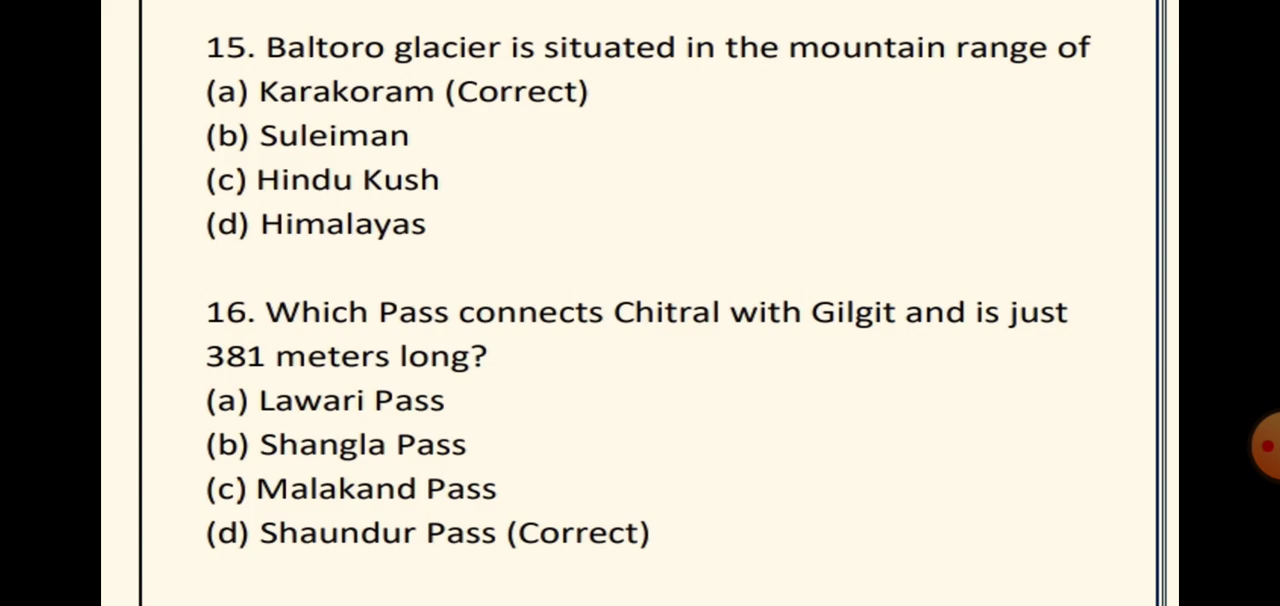 15. Baltoro glacier is situated in the mountain range of
(a) Karakoram (Correct)
(b) Suleiman
(c) Hindu Kush
(d) Himalayas
16. Which Pass connects Chitral with Gilgit and is just
381 meters long?
(a) Lawari Pass
(b) Shangla Pass
(c) Malakand Pass
(d) Shaundur Pass (Correct)